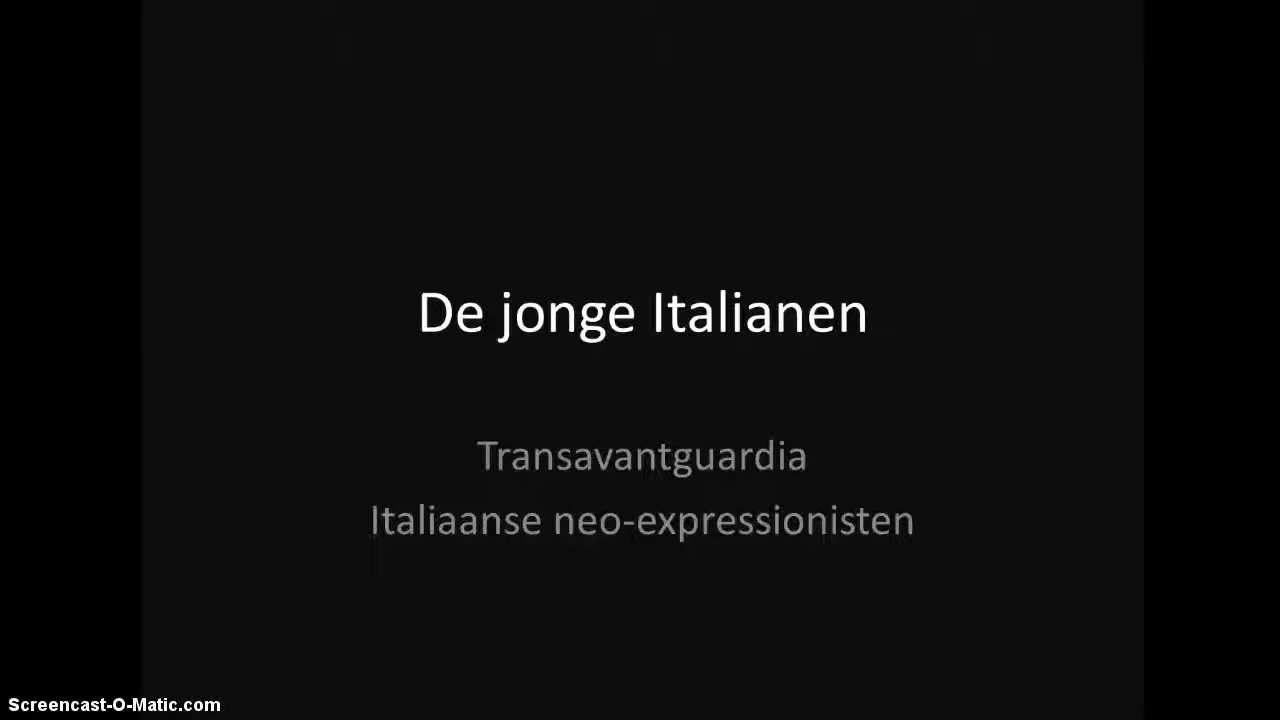 De jonge Italianen
Transavantguardia
Italiaanse neo-expressionisten
Screencast-O-Matic.com